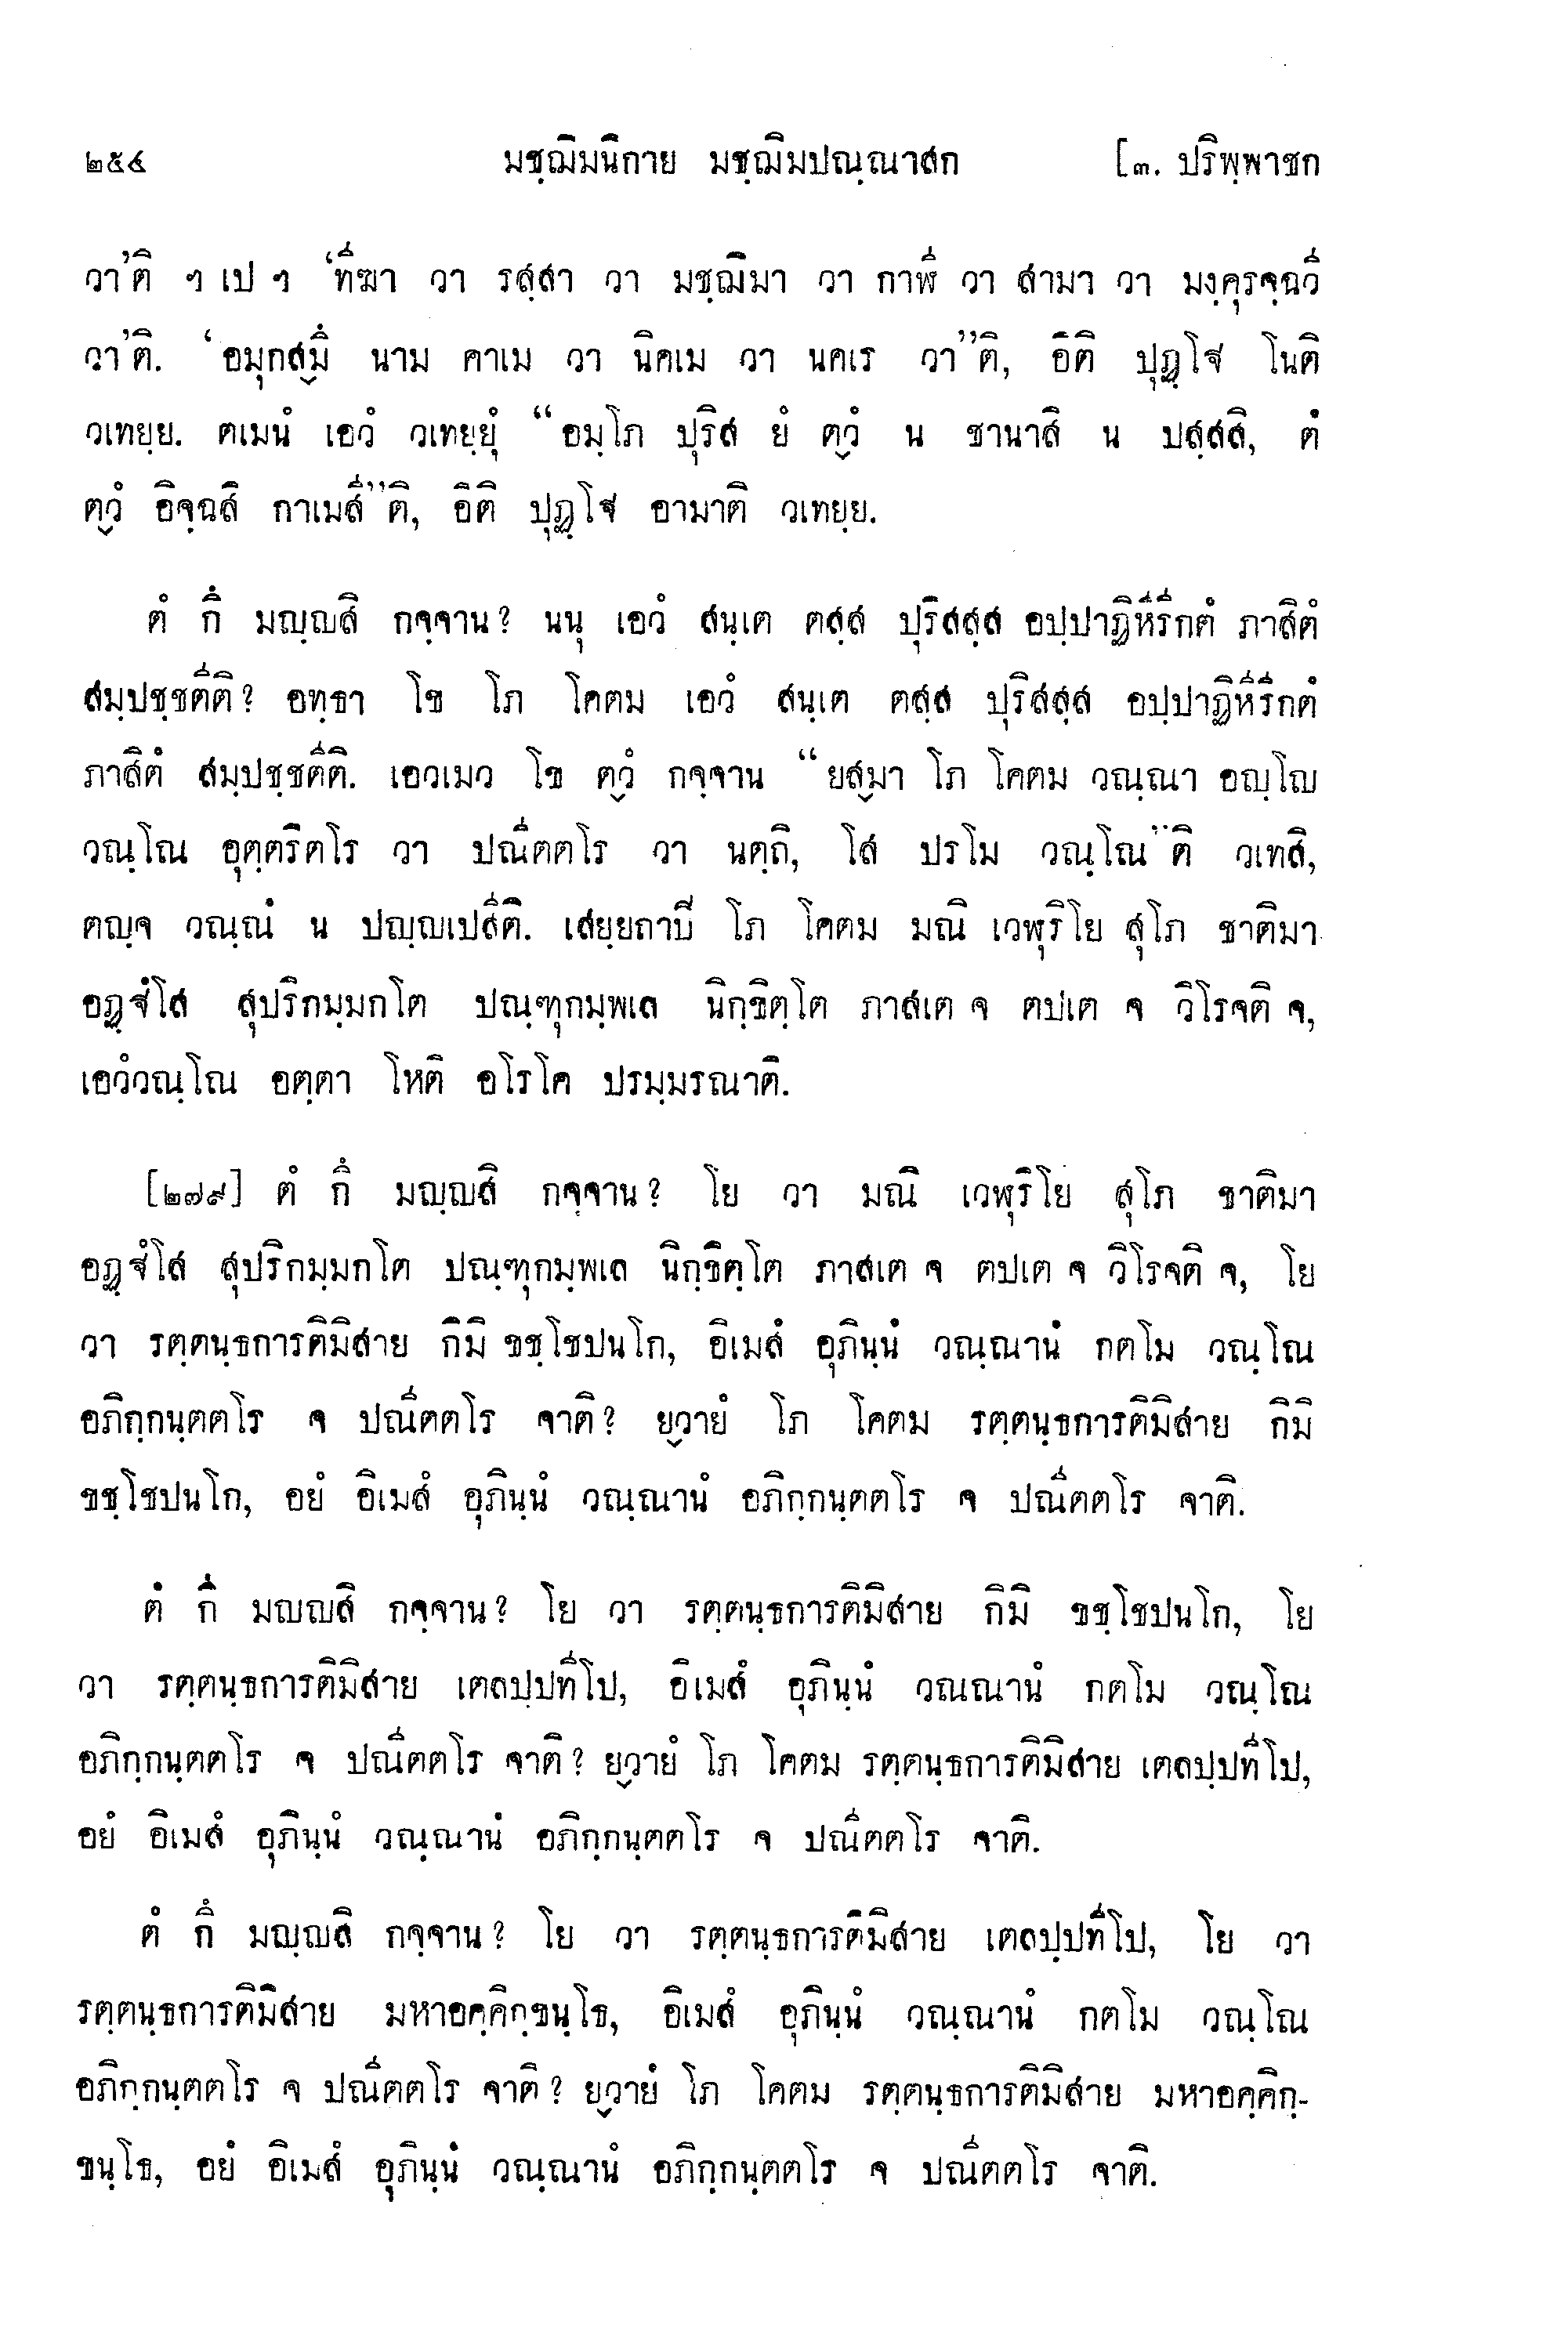 ๒๕๔ มชฺฌิมนิกาย มชฺฌิมปณฺณาสก [๓. ปริพฺพาชก
วา’ติ ฯ เป ฯ ‘ทีฆา วา รสฺสา วา มชฺฌิมา วา กาฬี วา สามา วา มงฺคุรจฺฉวี
วา’ติ. ‘อมุกสฺมึ นาม คาเม วา นิคเม วา นคเร วา”ติ, อิติ ปุฏฺโฐ โนติ
วเทยฺย. ตเมนํ เอวํ วเทยฺยุํ “อมฺโภ ปุริส ยํ ตฺวํ น ชานาสิ น ปสฺสสิ, ตํ
ตฺวํ อิจฺฉสิ กาเมสี”ติ, อิติ ปุฏฺโฐ อามาติ วเทยฺย.
ตํ กึ มญฺญสิ กจฺจาน? นนุ เอวํ สนฺเต ตสฺส ปุริสสฺส อปฺปาฏิหีรีกตํ ภาสิตํ
สมฺปชฺชตีติ? อทฺธา โข โภ โคตม เอวํ สนฺเต ตสฺส ปุริสสฺส อปฺปาฏิหีรีกตํ
ภาสิตํ สมฺปชฺชตีติ. เอวเมว โข ตฺวํ กจฺจาน “ยสฺมา โภ โคตม วณฺณา อญฺโญ
วณฺโณ อุตฺตริตโร วา ปณีตตโร วา นตฺถิ, โส ปรโม วณฺโณ”ติ วเทสิ,
ตญฺจ วณฺณํ น ปญฺญเปสีติ. เสยฺยถาปิ โภ โคตม มณิ เวฬุริโย สุโภ ชาติมา
อฏฺฐํโส สุปริกมฺมกโต ปณฺฑุกมฺพเล นิกฺขิตฺโต ภาสเต จ ตปเต จ วิโรจติ จ,
เอวํวณฺโณ อตฺตา โหติ อโรโค ปรมฺมรณาติ.
[๒๗๙] ตํ กึ มญฺญสิ กจฺจาน? โย วา มณิ เวฬุริโย สุโภ ชาติมา
อฏฺฐํโส สุปริกมฺมกโต ปณฺฑุกมฺพเล นิกฺขิตฺโต ภาสเต จ ตปเต จ วิโรจติ จ, โย
วา รตฺตนฺธการติมิสาย กิมิ ขชฺโชปนโก, อิเมสํ อุภินฺนํ วณฺณานํ กตโม วณฺโณ
อภิกฺกนฺตตโร จ ปณีตตโร จาติ? ยฺวายํ โภ โคตม รตฺตนฺธการติมิสาย กิมิ
ขชฺโชปนโก, อยํ อิเมสํ อุภินฺนํ วณฺณานํ อภิกฺกนฺตตโร จ ปณีตตโร จาติ.
ตํ กึ มญฺญสิ กจฺจาน? โย วา รตฺตนฺธการติมิสาย กิมิ ขชฺโชปนโก, โย
วา รตฺตนฺธการติมิสาย เตลปฺปทีโป, อิเมสํ อุภินฺนํ วณฺณานํ กตโม วณฺโณ
อภิกฺกนฺตตโร จ ปณีตตโร จาติ? ยฺวายํ โภ โคตม รตฺตนฺธการติมิสาย เตลปฺปทีโป,
อยํ อิเมสํ อุภินฺนํ วณฺณานํ อภิกฺกนฺตตโร จ ปณีตตโร จาติ.
ตํ กึ มญฺญสิ กจฺจาน? โย วา รตฺตนฺธการติมิสาย เตลปฺปทีโป, โย วา
รตฺตนฺธการติมิสาย มหาอคฺคิกฺขนฺโธ, อิเมสํ อุภินฺนํ วณฺณานํ กตโม วณฺโณ
อภิกฺกนฺตตโร จ ปณีตตโร จาติ? ยฺวายํ โภ โคตม รตฺตนฺธการติมิสาย มหาอคฺคิกฺ-
ขนฺโธ, อยํ อิเมสํ อุภินฺนํ วณฺณานํ อภิกฺกนฺตตโร จ ปณีตตโร จาติ.